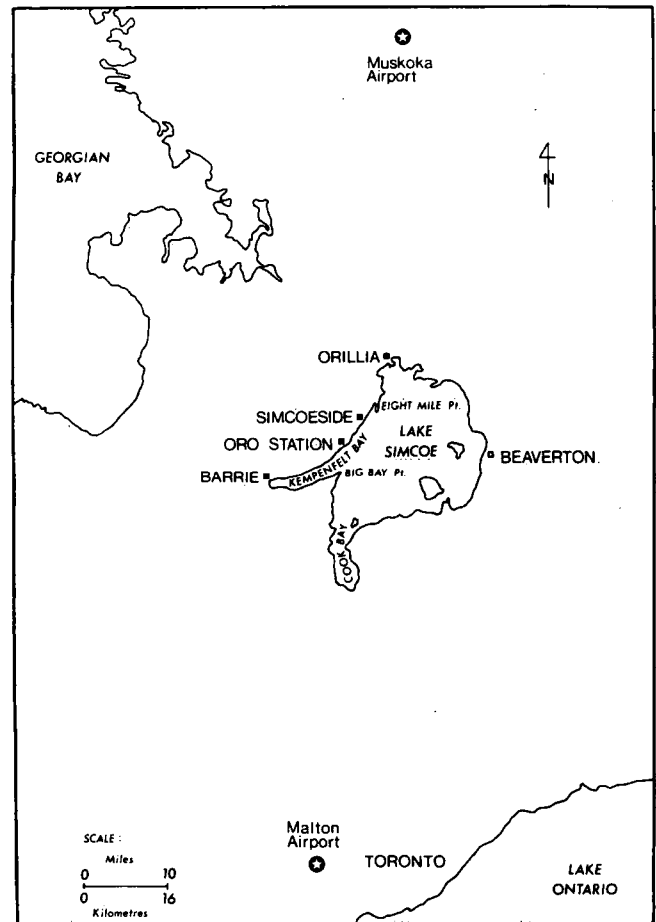 Muskoka
Airport
GEORGIAN
BAY
N
ORILLIA
EIGHT MILE Pt.
SIMCOESIDE
LAKE
SIMCOE
ORO STATION
KEMPENFELT BAY
BEAVERTON.
BARRIE
BIG BAY Pt.
COOK BAY
Malton
Airport
TORONTO
LAKE
ONTARIO
SCALE :
Miles
0 10
0 16
Kilometres